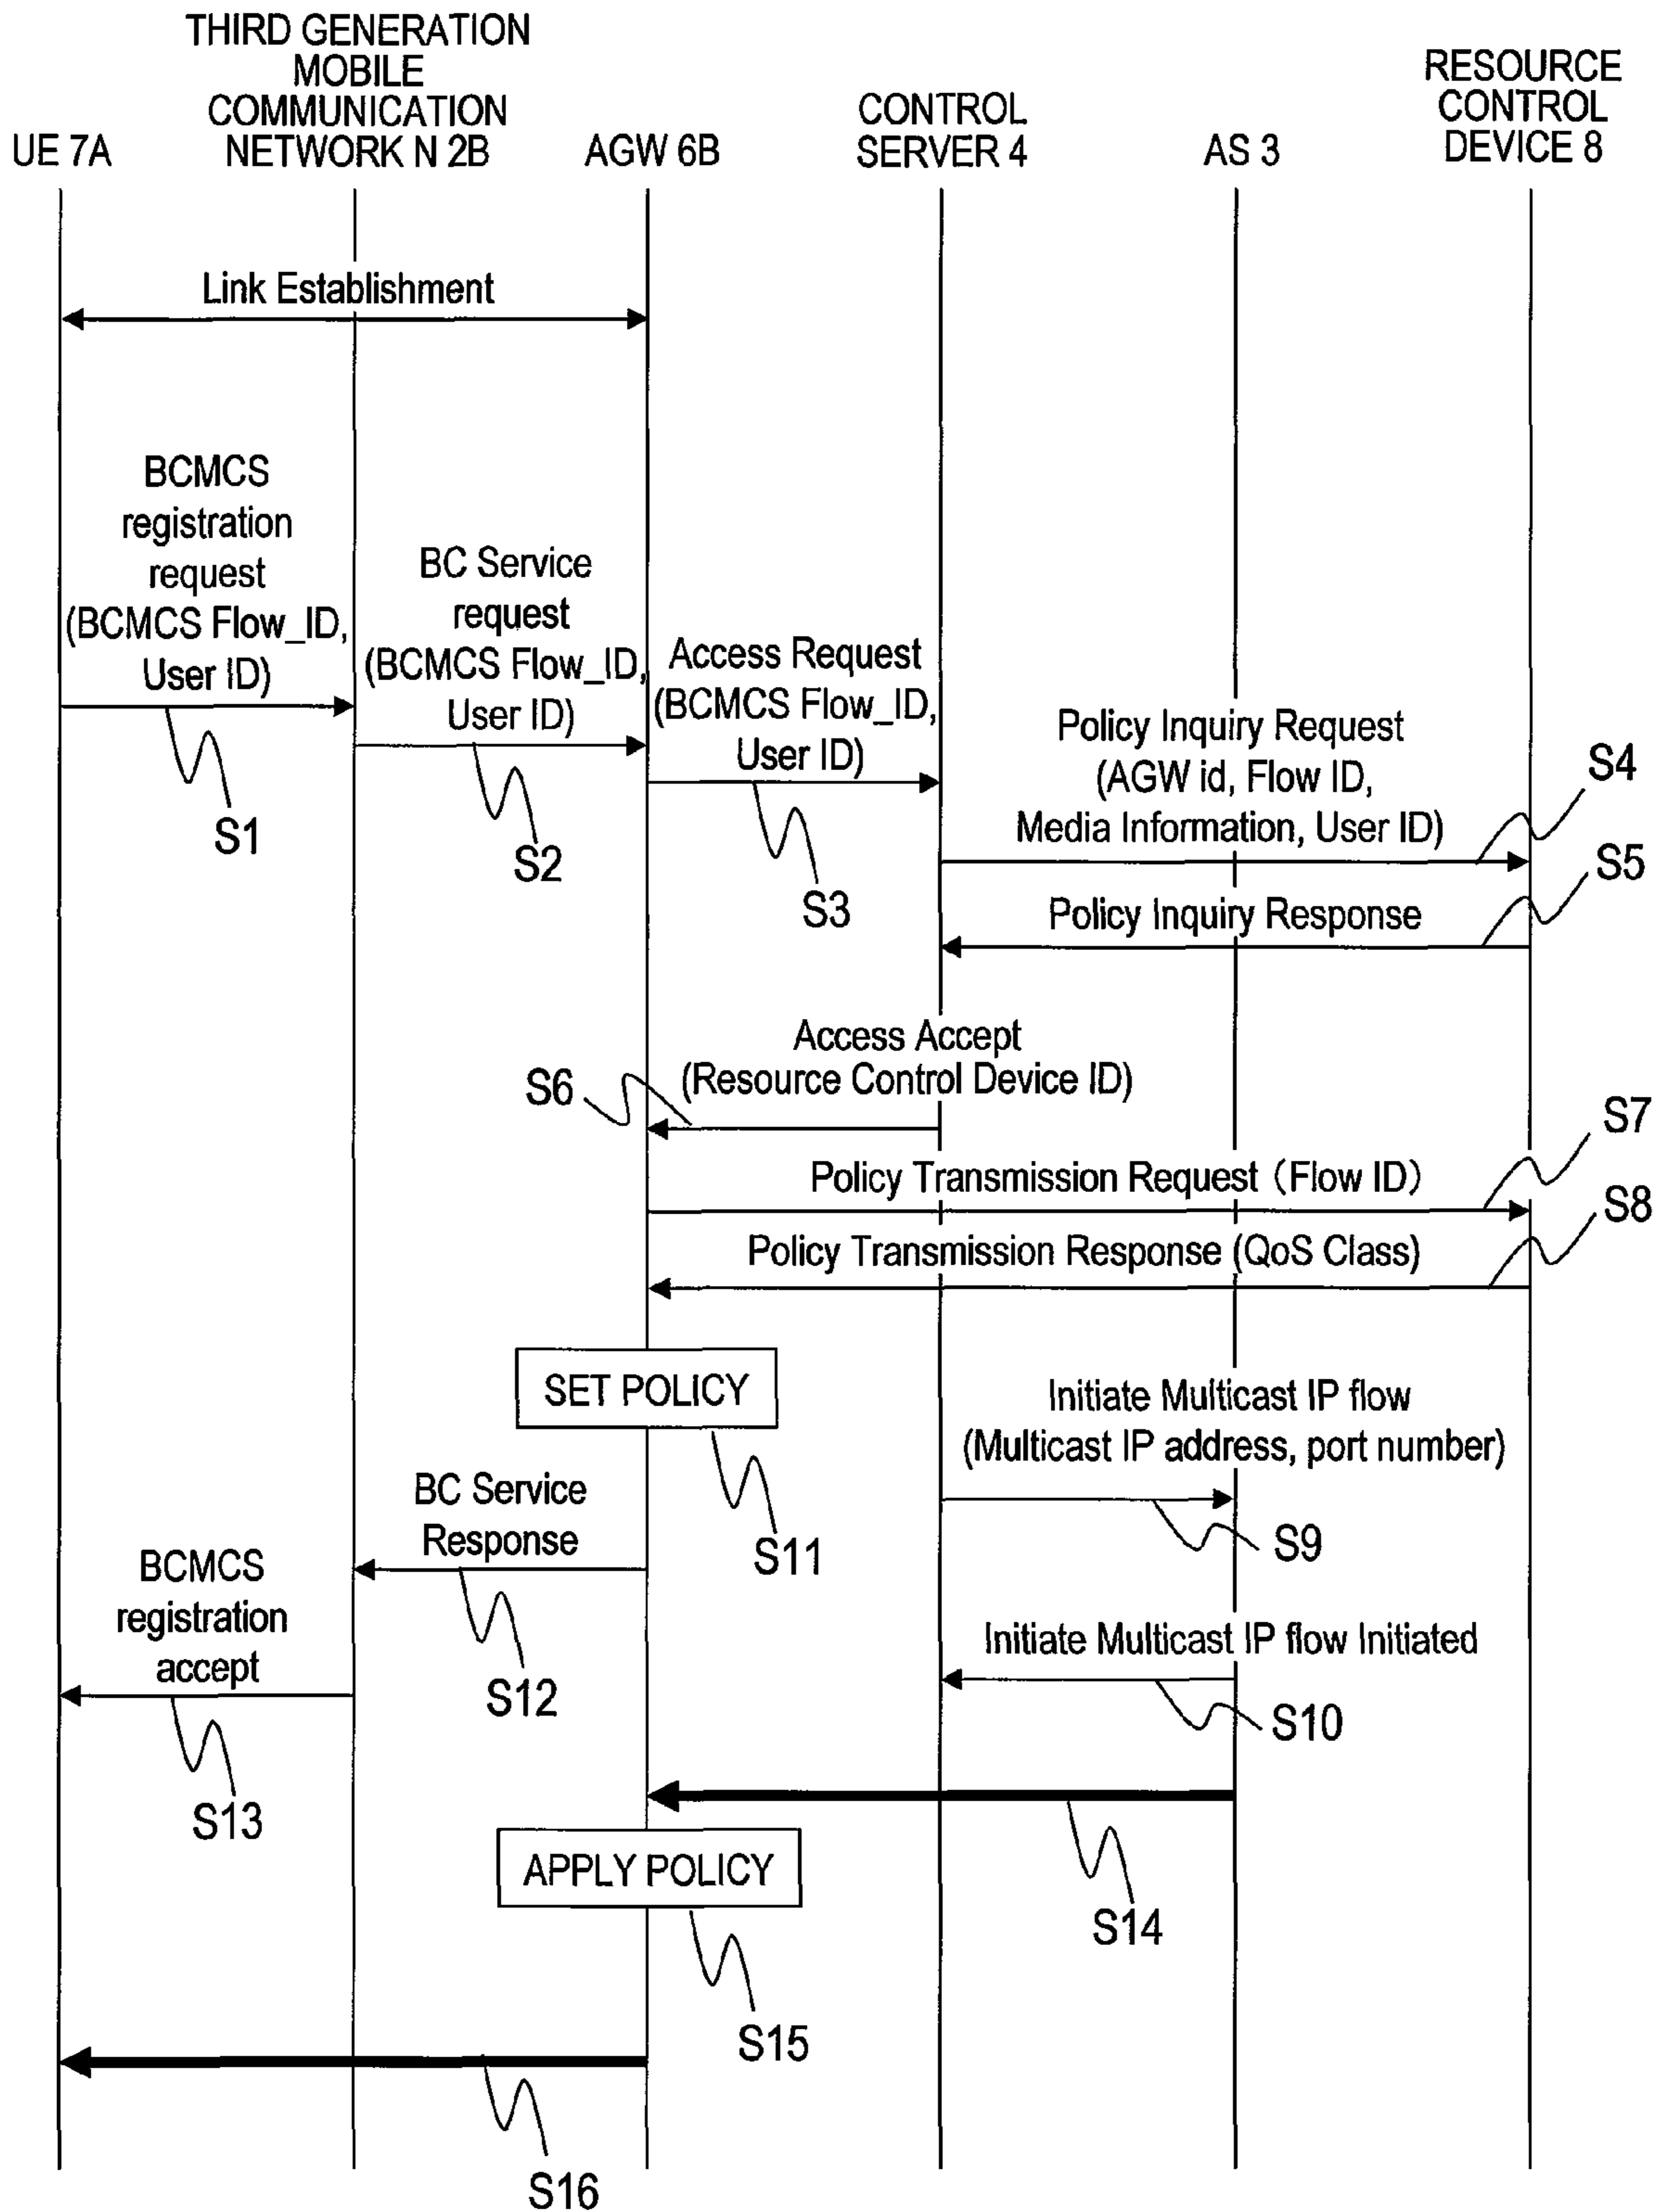 THIRD GENERATION
MOBILE
COMMUNICATION
NETWORK N 2B
RESOURCE
CONTROL
DEVICE 8
CONTROL
SERVER 4
UE 7A
AGW 6B
AS 3
Link Establishment
BCMCS
registration
request
(BCMCS Flow_ID,
User ID)
S1
BC Service
request
(BCMCS Flow_ID,
User ID)
S2
Access Request
(BCMCS Flow_ID,
User ID)
S3
Policy Inquiry Request
(AGW id, Flow ID,
Media Information, User ID)
S4
Policy Inquiry Response
S5
Access Accept
(Resource Control Device ID)
S6
Policy Transmission Request (Flow ID)
S7
Policy Transmission Response (QoS Class)
S8
SET POLICY
S11
Initiate Multicast IP flow
(Multicast IP address, port number)
S9
BC Service
Response
S12
BCMCS
registration
accept
S13
Initiate Multicast IP flow Initiated
S10
S14
APPLY POLICY
S15
S16